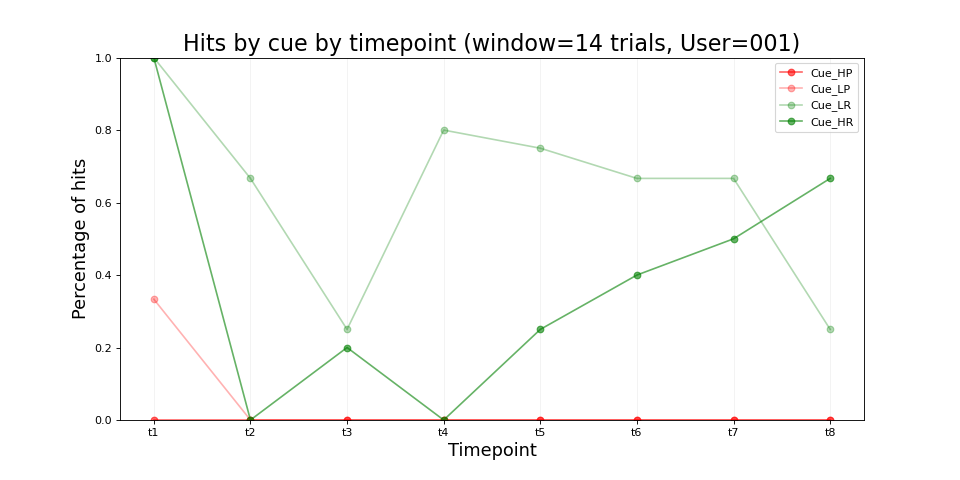 Hits by cue by timepoint (window=14 trials, User=001)
Percentage of hits
1.0
0.8
0.6
0.4
0.2
0.0
Cue_HP
Cue_LP
Cue_LR
Cue_HR
t1 t2 t3 t4 t5 t6 t7 t8
Timepoint